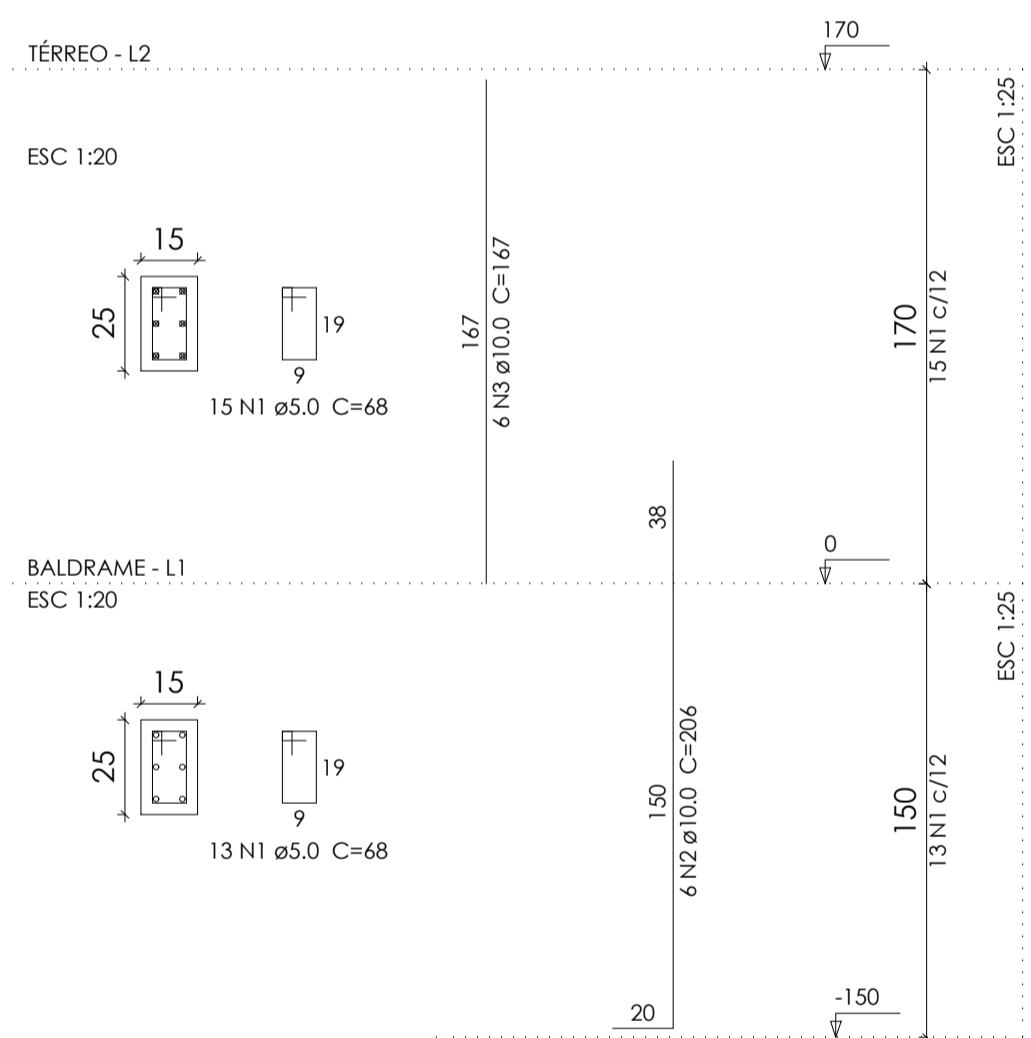 170
TÉRREO - L2
ESC 1:25
ESC 1:20
15
25
19
9
15 N1 ø5.0 C=68
167
6 N3 ø10.0 C=167
170
15 N1 c/12
38
0
BALDRAME - L1
ESC 1:20
ESC 1:25
15
25
19
9
13 N1 ø5.0 C=68
150
6 N2 ø10.0 C=206
150
13 N1 c/12
20
-150